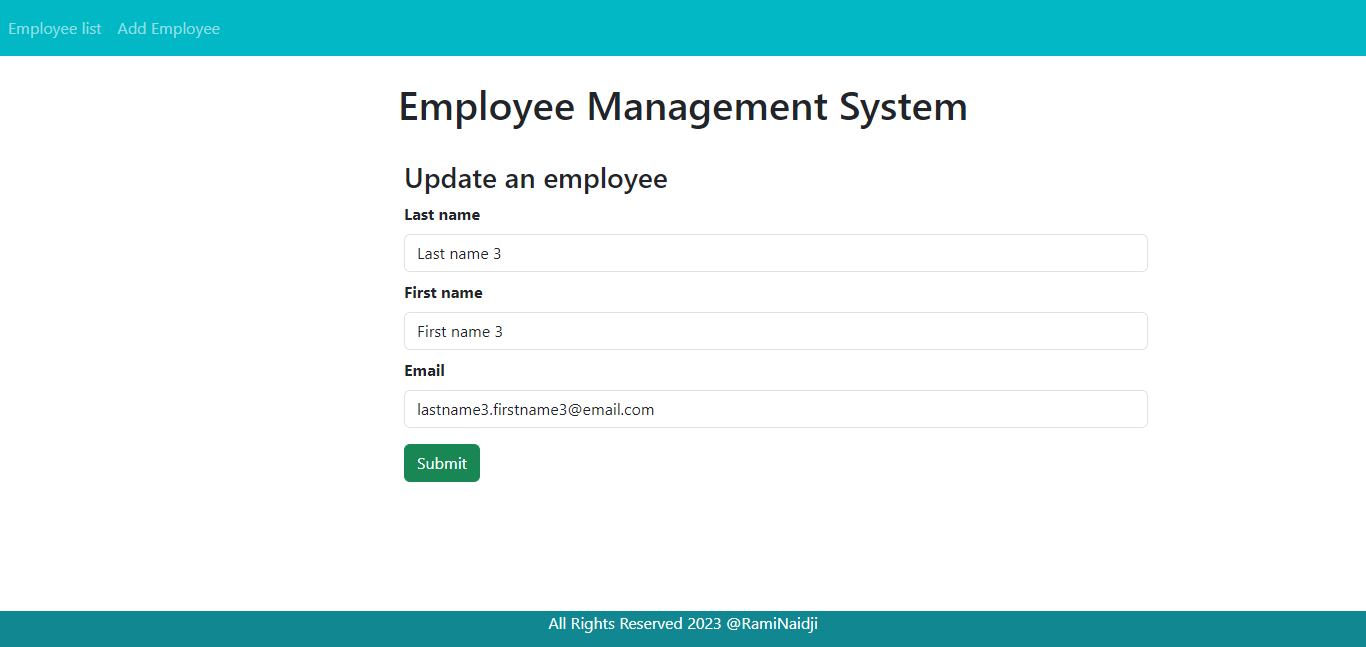 Employee list Add Employee
Employee Management System
Update an employee
Last name
Last name 3
First name
First name 3
Email
lastname3.firstname3@email.com
Submit
All Rights Reserved 2023 @RamiNaidji